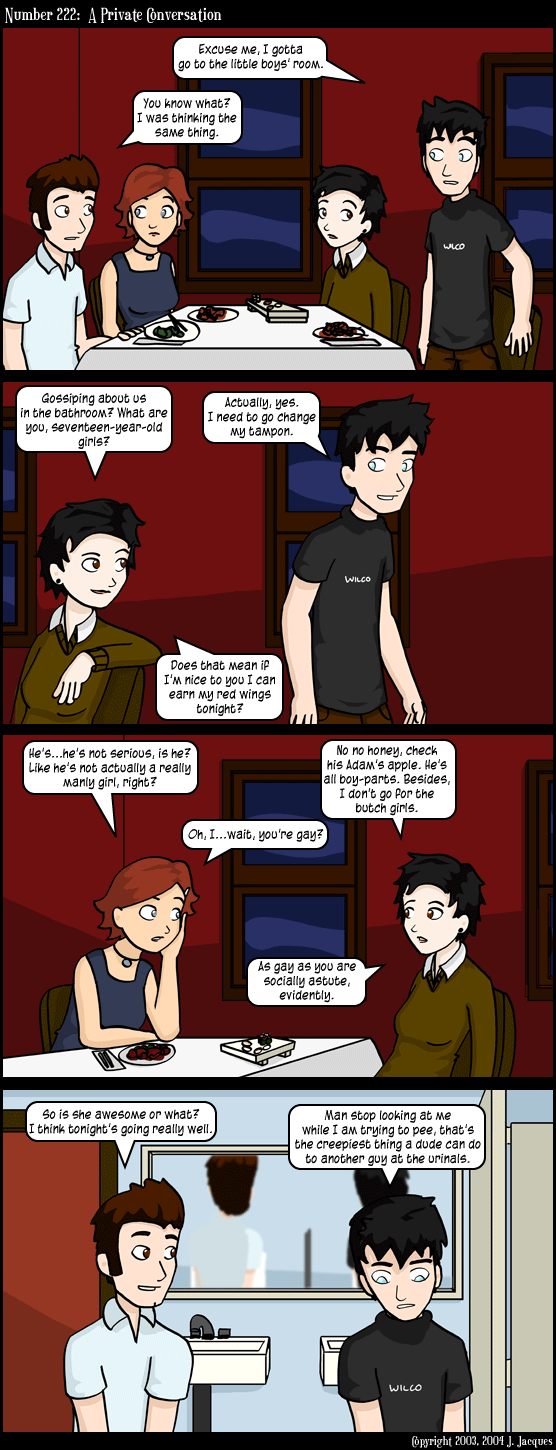 Number 222: A Private Conversation
Excuse me, I gotta
go to the little boys' room.
You know what?
I was thinking the
same thing.
WILCO
Gossiping about us
in the bathroom? What are
you, seventeen-year-old
girls?
Actually, yes.
I need to go change
my tampon.
WILCO
Does that mean if
I'm nice to you I can
earn my red wings
tonight?
He's...he's not serious, is he?
Like he's not actually a really
manly girl, right?
No no honey, check
his Adam's apple. He's
all boy-parts. Besides,
I don't go for the
butch girls.
Oh, I...wait, you're gay?
As gay as you are
socially astute,
evidently.
So is she awesome or what?
I think tonight's going really well.
Man stop looking at me
while I am trying to pee, that's
the creepiest thing a dude can do
to another guy at the urinals.
WILCO
Copyright 2003, 2004 J. Jacques